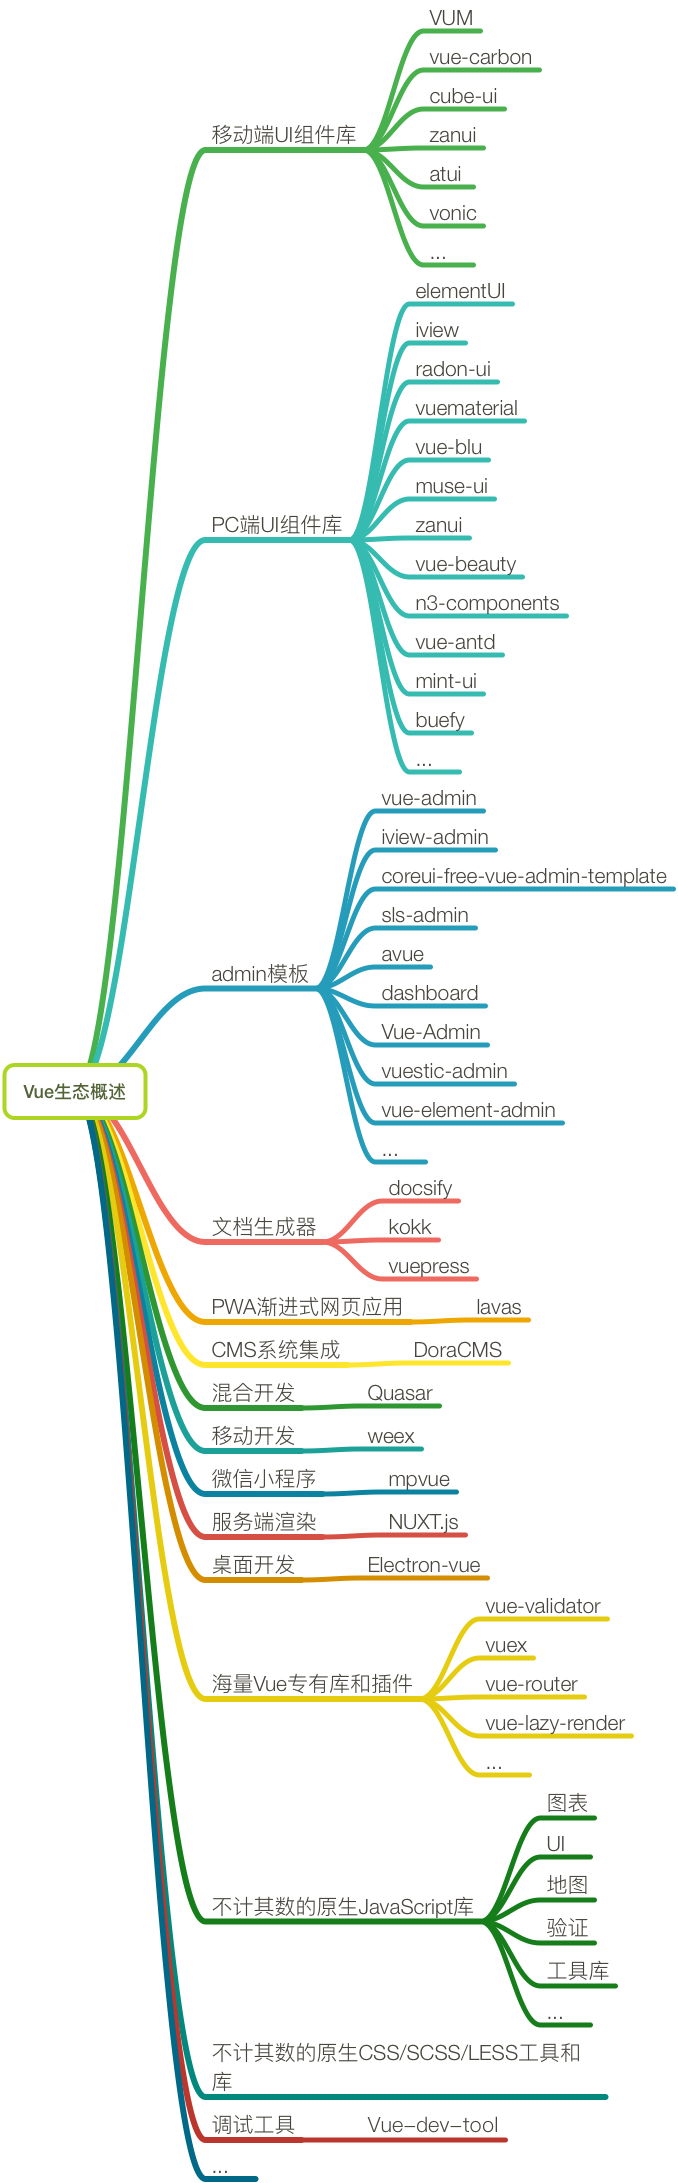 VUM
vue-carbon
cube-ui
移动端UI组件库
zanui
atui
vonic
...
elementUI
iview
radon-ui
vuematerial
vue-blu
muse-ui
PC端UI组件库
zanui
vue-beauty
n3-components
vue-antd
mint-ui
buefy
...
vue-admin
iview-admin
coreui-free-vue-admin-template
sls-admin
avue
admin模板
dashboard
Vue-Admin
vuestic-admin
Vue生态概述
vue-element-admin
...
docsify
文档生成器
kokk
vuepress
PWA渐进式网页应用 lavas
CMS系统集成 DoraCMS
混合开发 Quasar
移动开发 weex
微信小程序 mpvue
服务端渲染 NUXT.js
桌面开发 Electron-vue
vue-validator
vuex
海量Vue专有库和插件
vue-router
vue-lazy-render
...
图表
UI
地图
不计其数的原生JavaScript库
验证
工具库
...
不计其数的原生CSS/SCSS/LESS工具和
库
调试工具 Vue-dev-tool
...